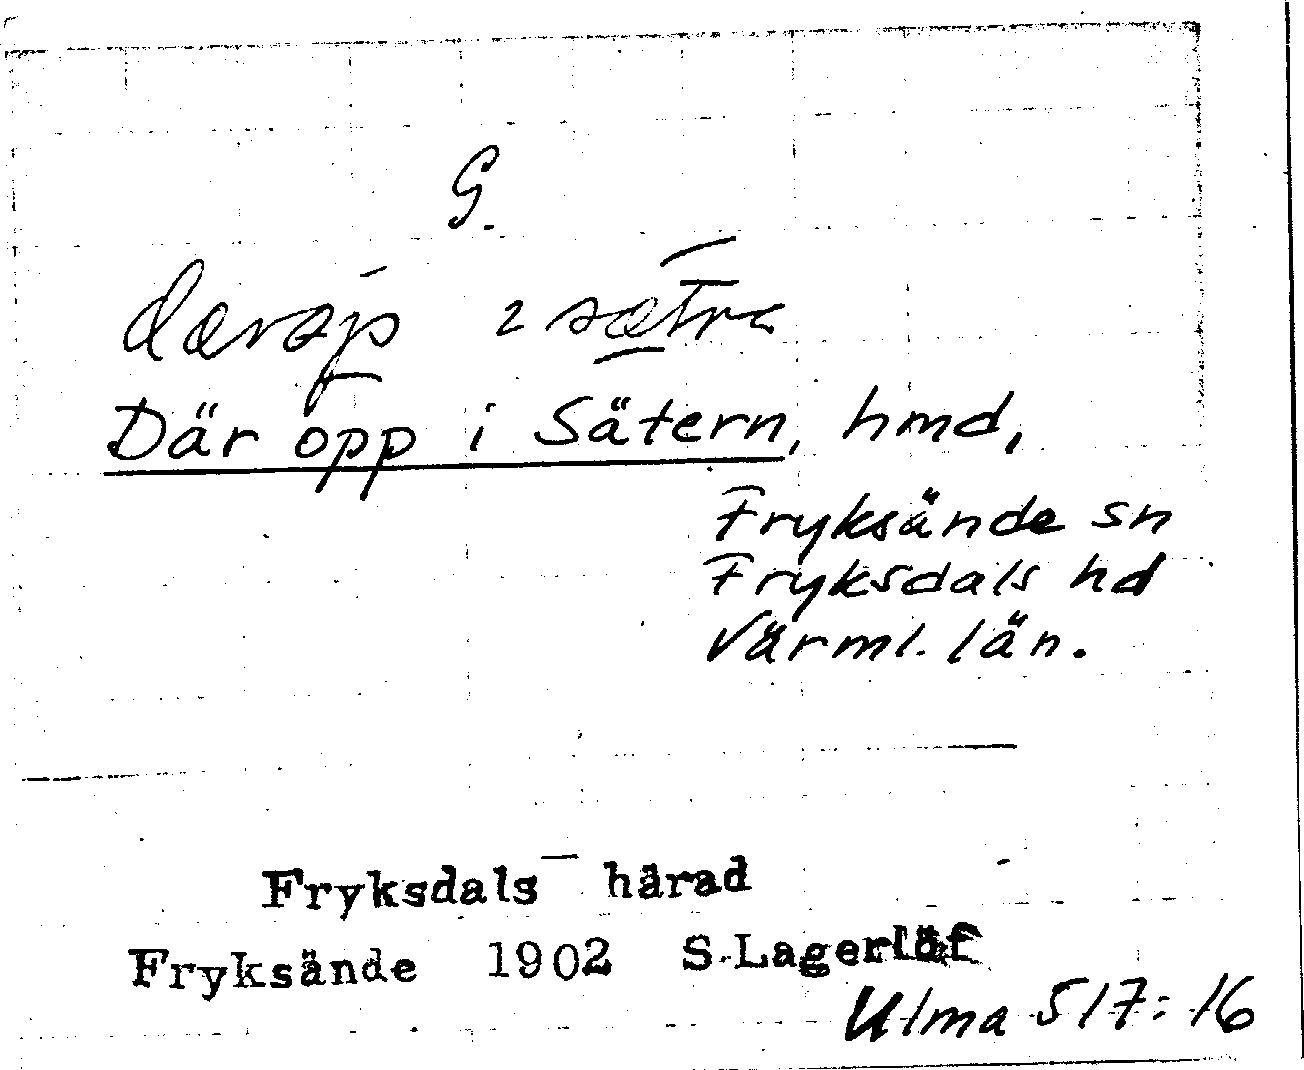 G.
Där opp i Sätern, hmd,
Fryksände sn
Fryksdals hd
Värml. län.
Fryksdals härad
Fryksände 1902 S.Lagerlöf
Ulma 517:16